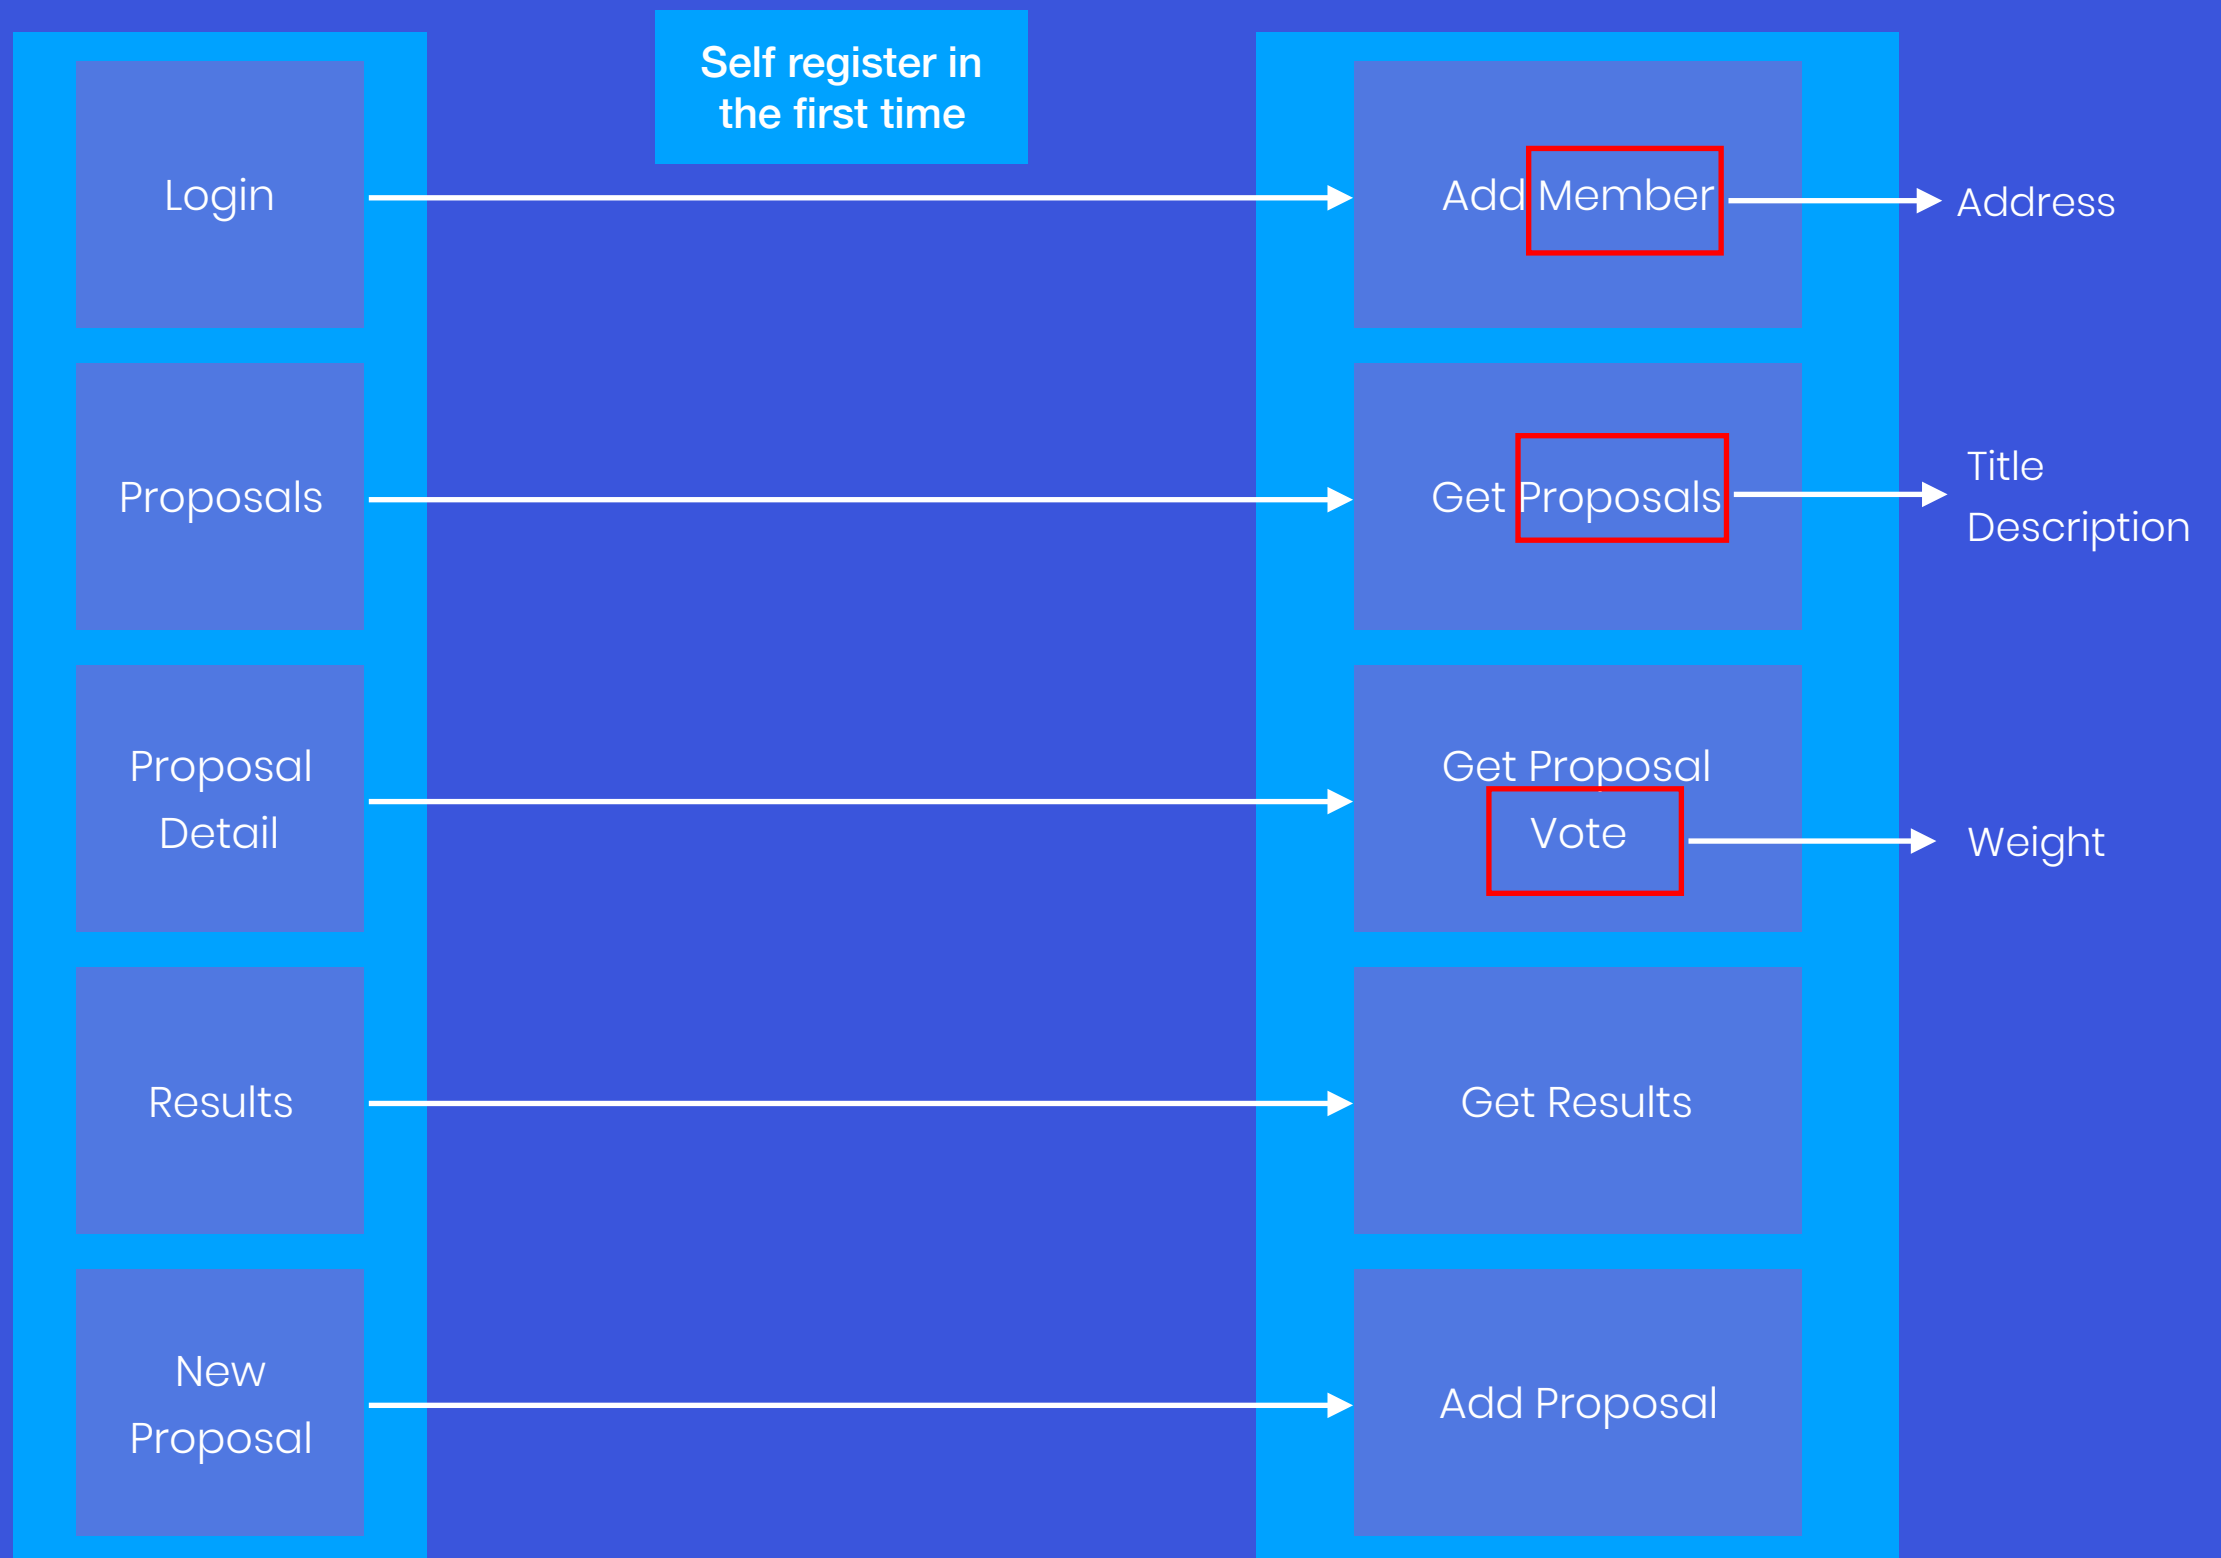 Self register in
the first time
Login
Add Member
Address
Proposals
Get Proposals
Title
Description
Proposal
Detail
Get Proposal
Vote
Weight
Results
Get Results
New
Proposal
Add Proposal